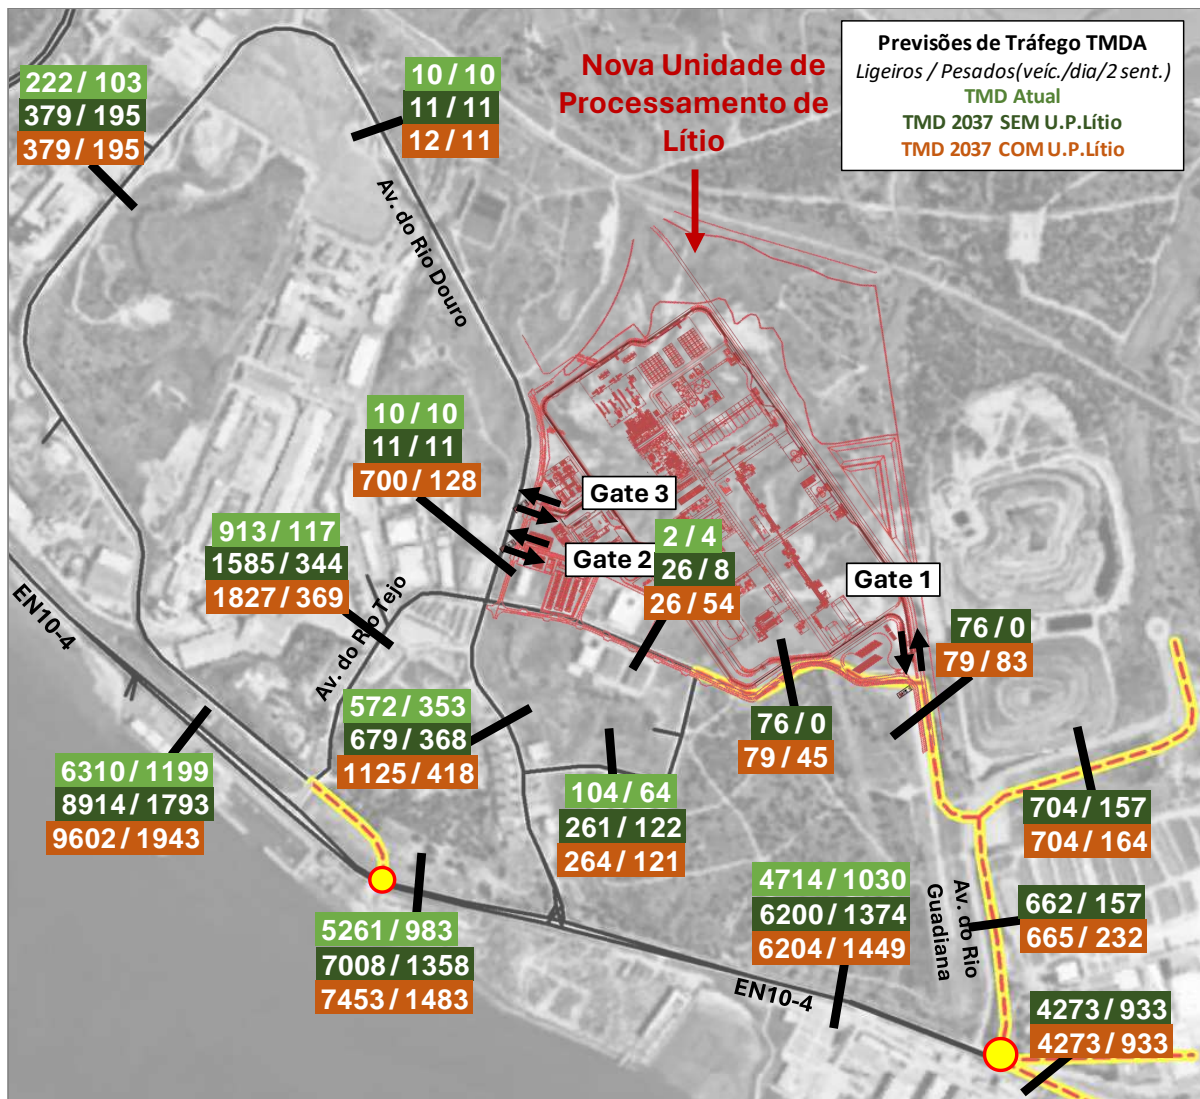 Previsões de Tráfego TMDA
Ligeiros / Pesados(veíc./dia/2 sent.)
TMD Atual
TMD 2037 SEM U.P.Lítio
TMD 2037 COM U.P.Lítio
222 / 103
379 / 195
379 / 195
10 / 10
11 / 11
12 / 11
Nova Unidade de
Processamento de
Lítio
Av. do Rio Douro
10 / 10
11 / 11
700 / 128
Gate 3
Gate 2
2 / 4
26 / 8
26 / 54
Gate 1
913 / 117
1585 / 344
1827 / 369
EN10-4
Av. do Rio Tejo
76 / 0
79 / 83
572 / 353
679 / 368
1125 / 418
76 / 0
79 / 45
6310 / 1199
8914 / 1793
9602 / 1943
104 / 64
261 / 122
264 / 121
704 / 157
704 / 164
4714 / 1030
6200 / 1374
6204 / 1449
Av. do Rio
Guadiana
662 / 157
665 / 232
5261 / 983
7008 / 1358
7453 / 1483
EN10-4
4273 / 933
4273 / 933